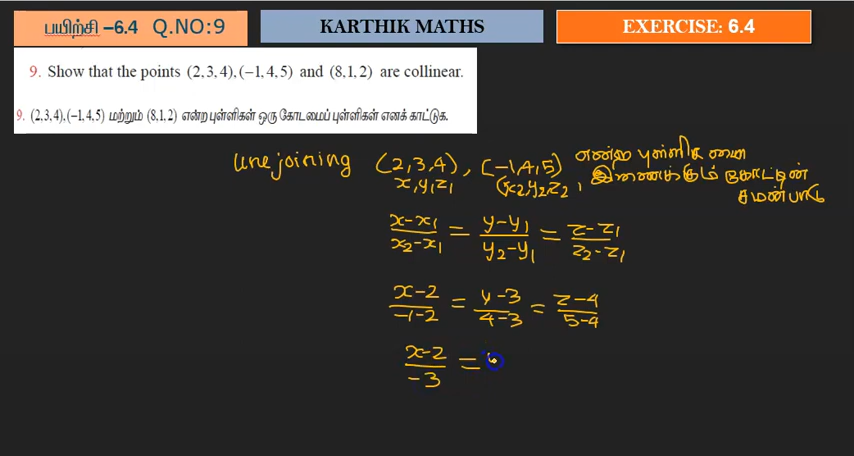 பயிற்சி –6.4 Q.NO:9
KARTHIK MATHS
EXERCISE: 6.4
9. Show that the points (2,3,4),(−1,4,5) and (8,1,2) are collinear.
9. (2,3,4),(−1,4,5) மற்றும் (8,1,2) என்ற புள்ளிகள் ஒரு கோடமைப் புள்ளிகள் எனக் காட்டுக.
Line joining (2,3,4), (−1,4,5) என்ற புள்ளிகளை
x₁y₁z₁ (x₂,y₂,z₂, இணைக்கும் கோட்டின்
சமன்பாடு
x−x₁/x₂−x₁ = y−y₁/y₂−y₁ = z−z₁/z₂−z₁
x−2/−1−2 = y−3/4−3 = z−4/5−4
x−2/−3 =